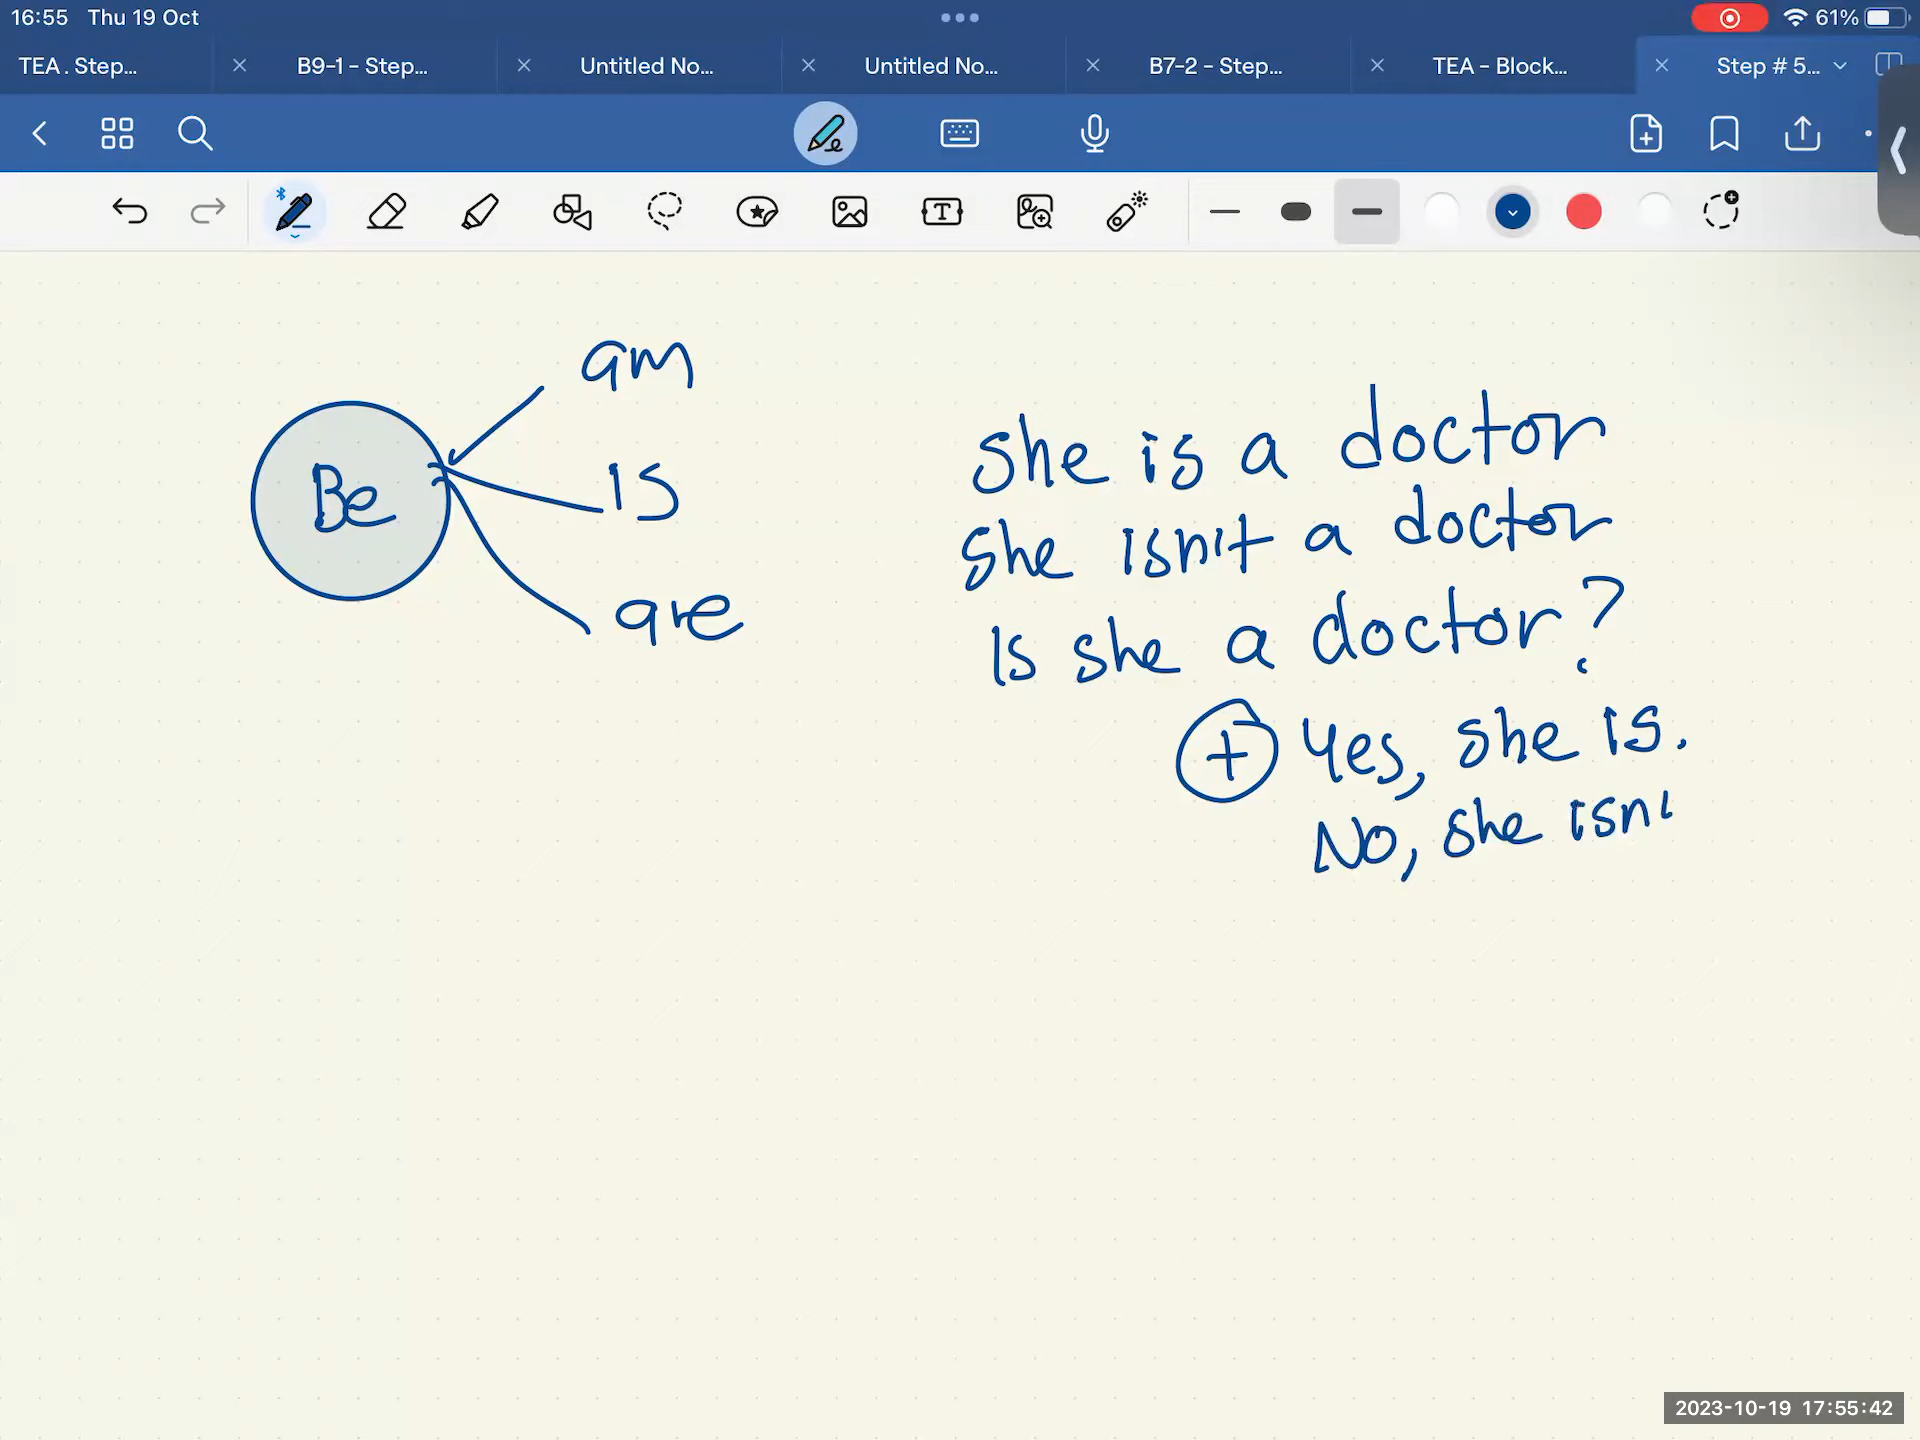 16:55 Thu 19 Oct
61%
TEA . Step...
B9-1 - Step...
Untitled No...
Untitled No...
B7-2 - Step...
TEA - Block...
Step # 5...
am
Be
is
are
She is a doctor
She isn't a doctor
Is she a doctor?
+ Yes, she is.
No, she isn'
2023-10-19 17:55:42